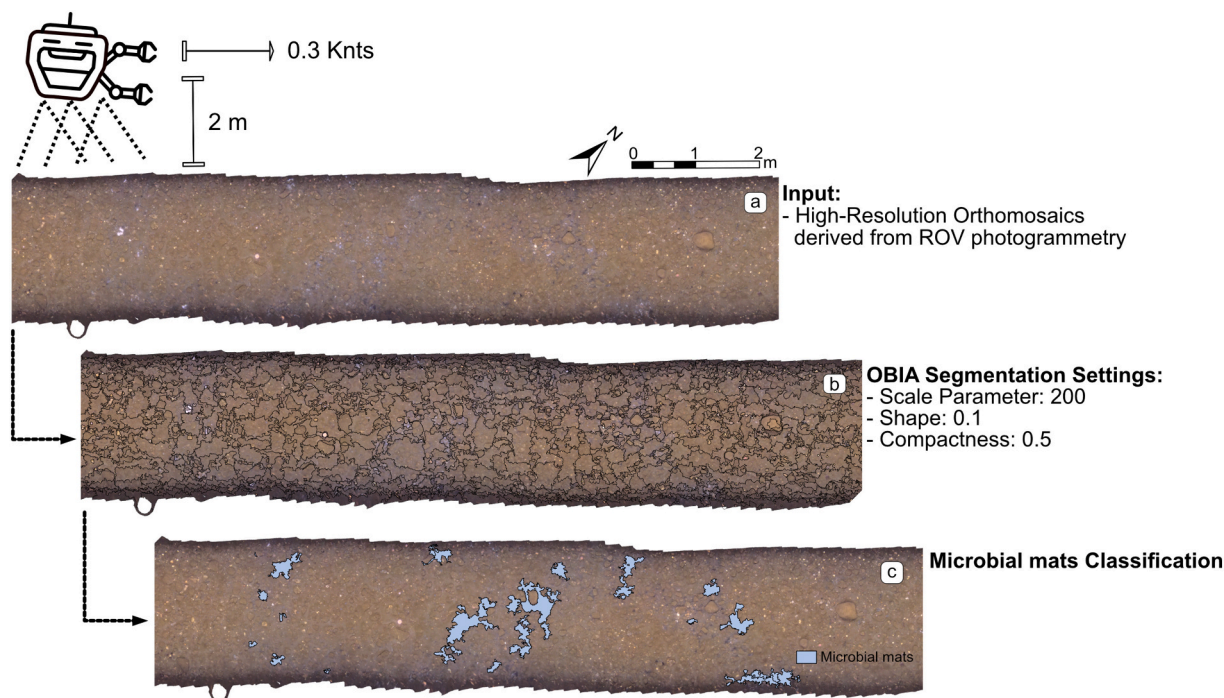 0.3 Knts
2 m
N
0 1 2
m
a
Input:
- High-Resolution Orthomosaics
derived from ROV photogrammetry
b
OBIA Segmentation Settings:
- Scale Parameter: 200
- Shape: 0.1
- Compactness: 0.5
c
Microbial mats Classification
Microbial mats